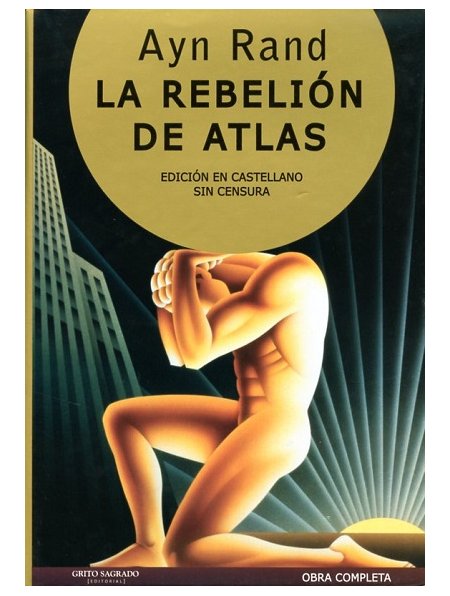 Ayn Rand
LA REBELIÓN
DE ATLAS
EDICIÓN EN CASTELLANO
SIN CENSURA
GRITO SAGRADO
[EDITORIAL]
OBRA COMPLETA